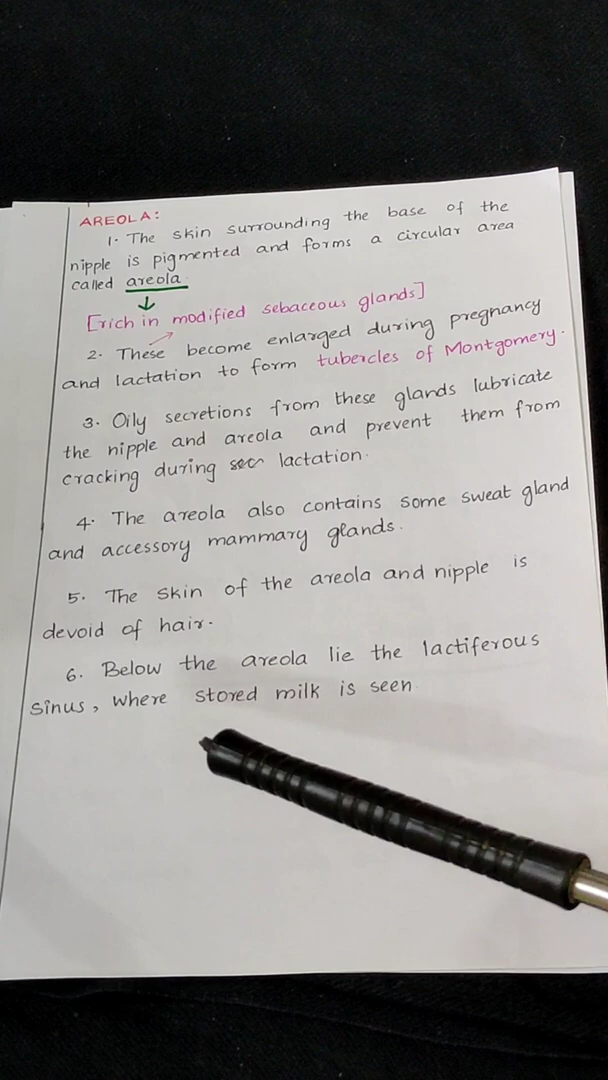 AREOLA:
1. The skin surrounding the base of the
nipple is pigmented and forms a circular area
called areola
[rich in modified sebaceous glands]
2. These become enlarged during pregnancy
and lactation to form tubercles of Montgomery.
3. Oily secretions from these glands lubricate
the nipple and areola and prevent them from
cracking during lactation.
4. The areola also contains some sweat gland
and accessory mammary glands.
5. The skin of the areola and nipple is
devoid of hair.
6. Below the areola lie the lactiferous
sinus, where stored milk is seen.